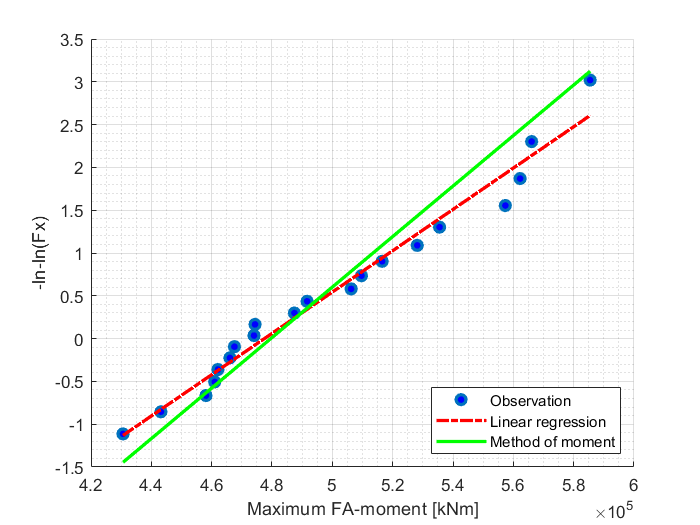 3.5
3
2.5
2
1.5
1
0.5
0
-0.5
-1
-1.5
-ln-ln(Fx)
Observation
Linear regression
Method of moment
4.2 4.4 4.6 4.8 5 5.2 5.4 5.6 5.8 6
Maximum FA-moment [kNm]
×10^5